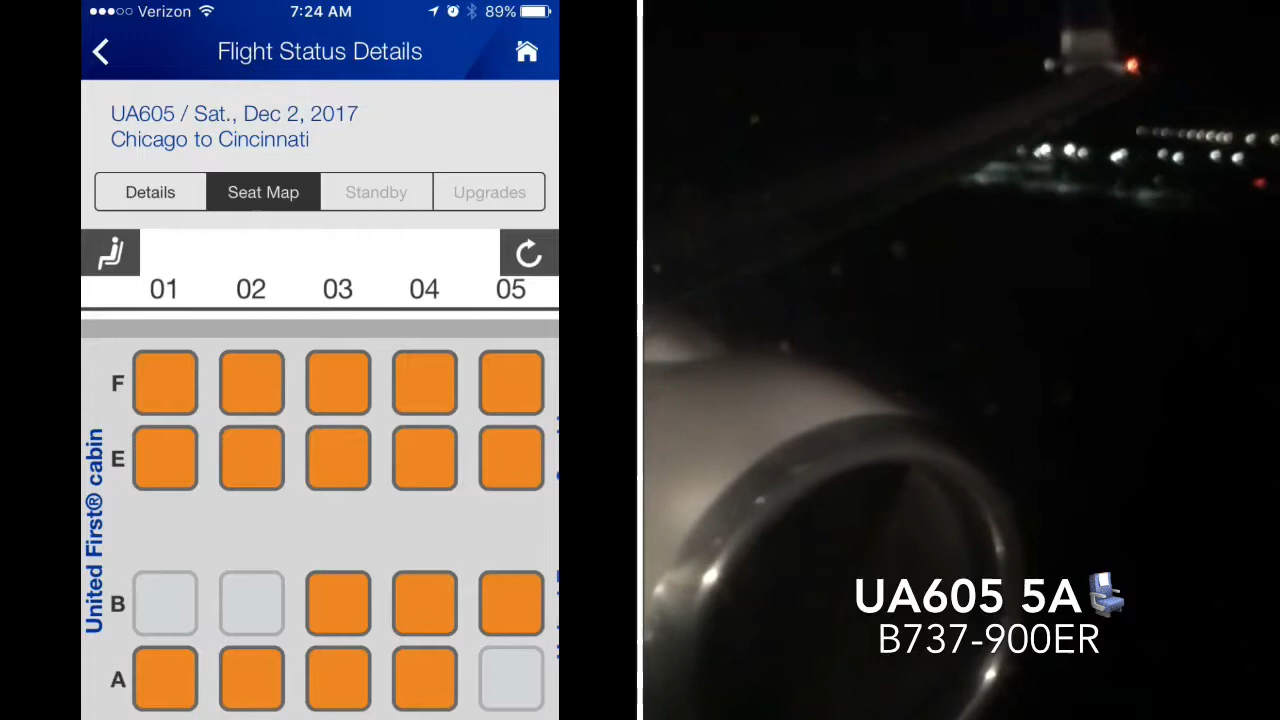 Verizon 7:24 AM 89%
Flight Status Details
UA605 / Sat., Dec 2, 2017
Chicago to Cincinnati
Details Seat Map Standby Upgrades
01 02 03 04 05
F
E
United First® cabin
B
A
UA605 5A
B737-900ER